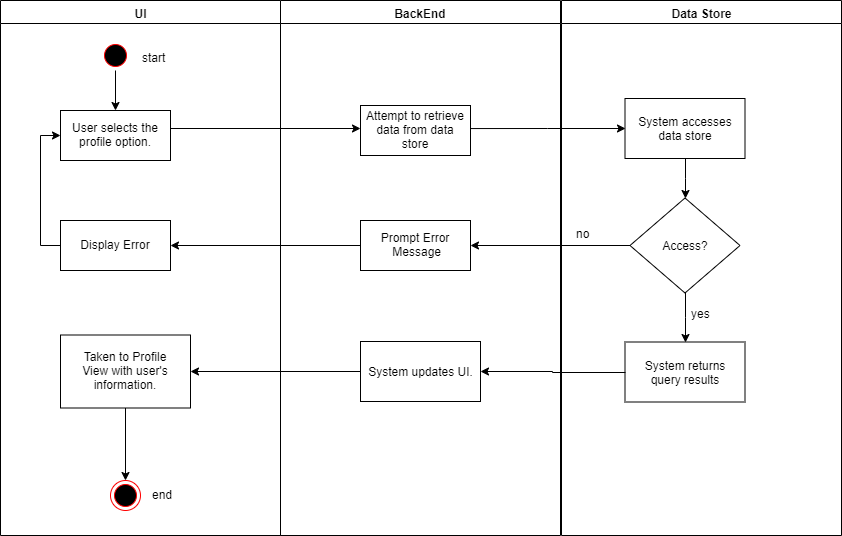 UI
BackEnd
Data Store
start
User selects the
profile option.
Attempt to retrieve
data from data
store
System accesses
data store
Display Error
Prompt Error
Message
no
Access?
yes
Taken to Profile
View with user's
information.
System updates UI.
System returns
query results
end